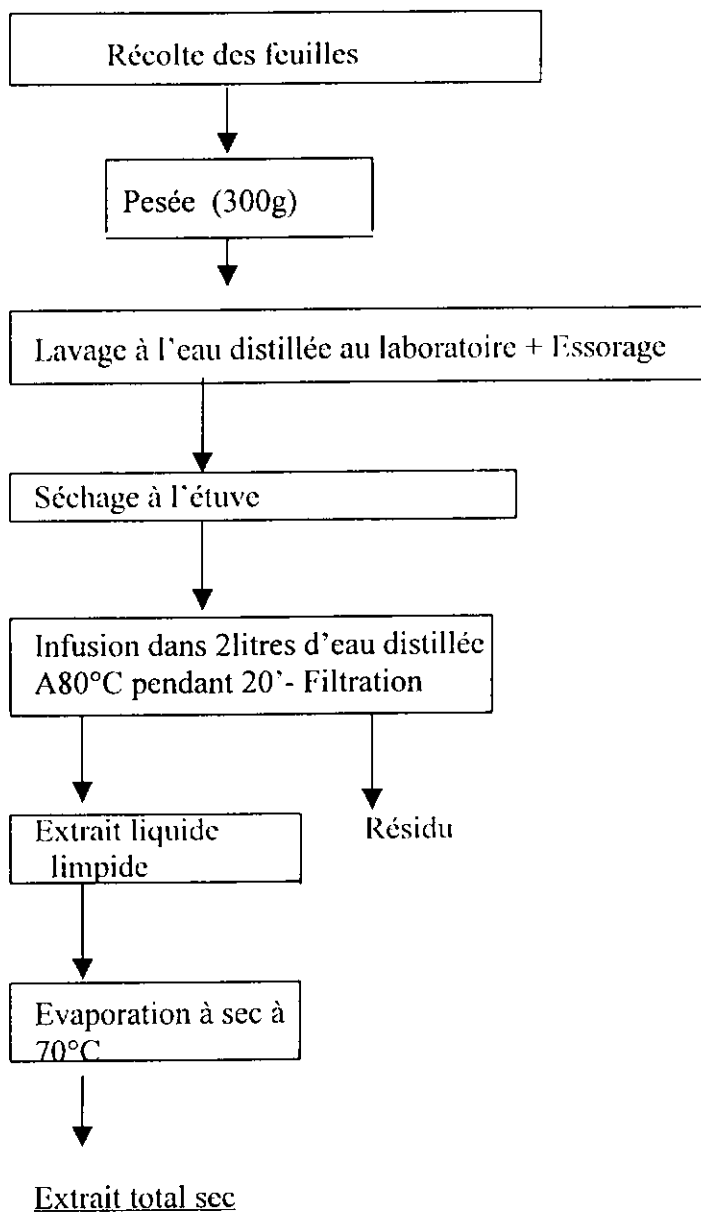 Récolte des feuilles
Pesée (300g)
Lavage à l'eau distillée au laboratoire + Essorage
Séchage à l'étuve
Infusion dans 2litres d'eau distillée
A80°C pendant 20'- Filtration
Extrait liquide
limpide
Résidu
Evaporation à sec à
70°C
Extrait total sec